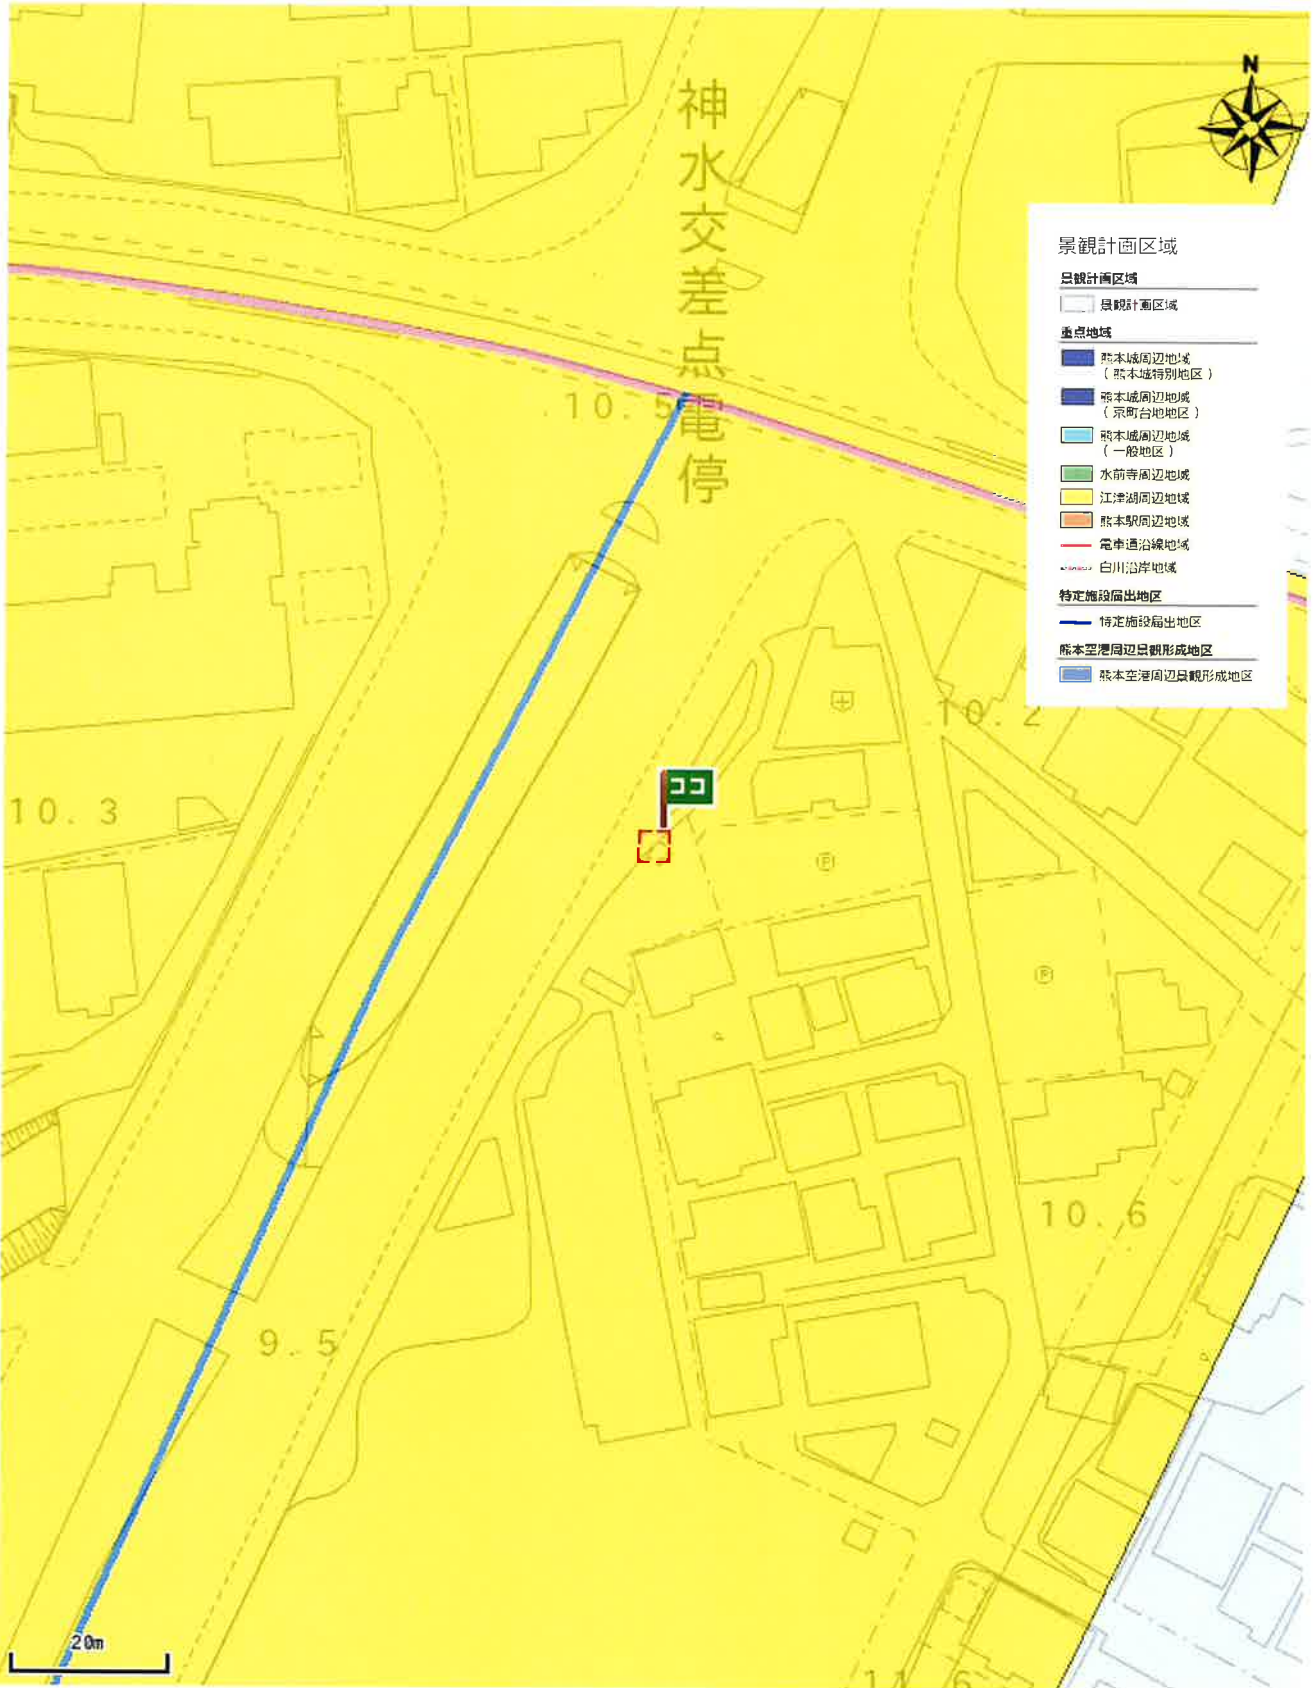 神水交差点電停
N
景観計画区域
景観計画区域
景観計画区域
重点地域
熊本城周辺地域
（熊本城特別地区）
熊本城周辺地域
（京町台地地区）
熊本城周辺地域
（一般地区）
水前寺周辺地域
江津湖周辺地域
熊本駅周辺地域
電車通沿線地域
白川沿岸地域
特定施設届出地区
特定施設届出地区
熊本空港周辺景観形成地区
熊本空港周辺景観形成地区
10.5
10.2
ココ
10.3
P
P
10.6
9.5
20m
11.6